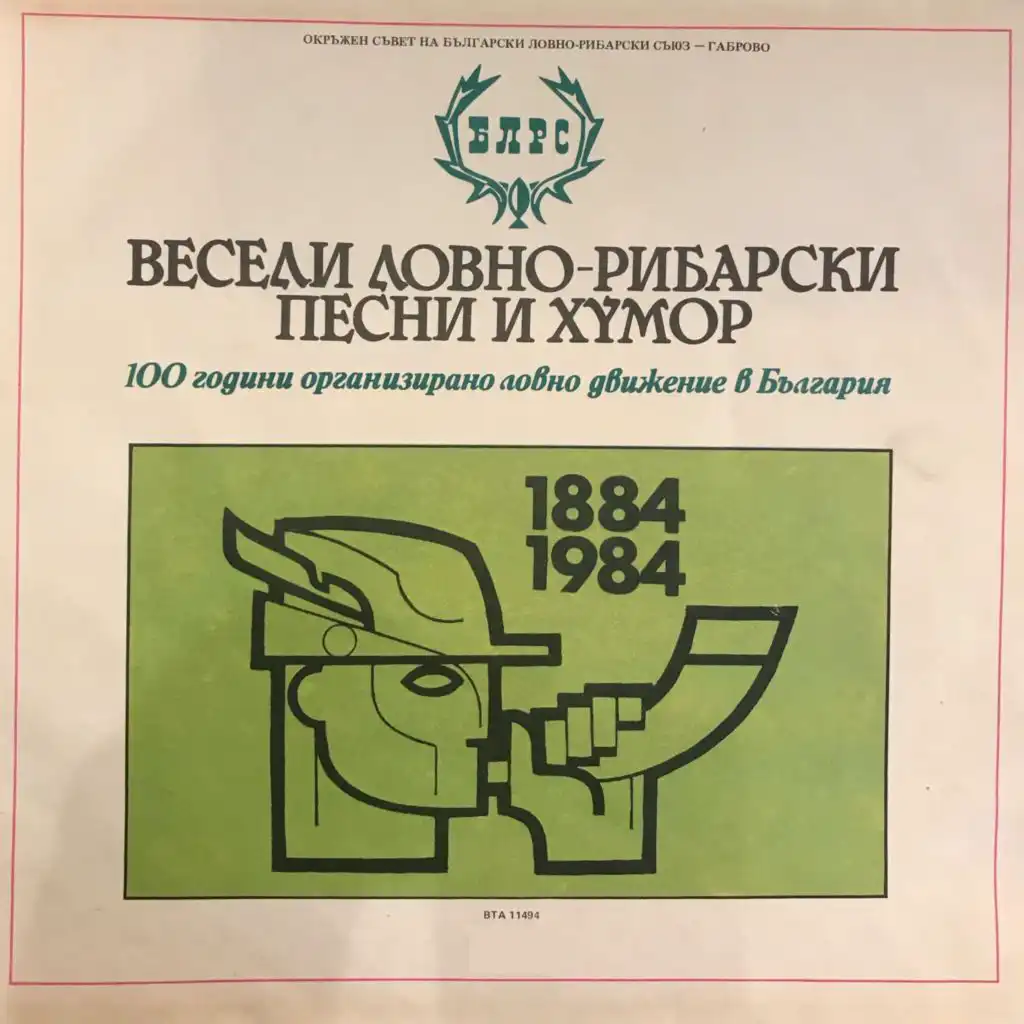 ОКРЪЖЕН СЪВЕТ НА БЪЛГАРСКИ ЛОВНО-РИБАРСКИ СЪЮЗ — ГАБРОВО
БЛРС
ВЕСЕЛИ ЛОВНО-РИБАРСКИ
ПЕСНИ И ХУМОР
100 години организирано ловно движение в България
1884
1984
ВТА 11494